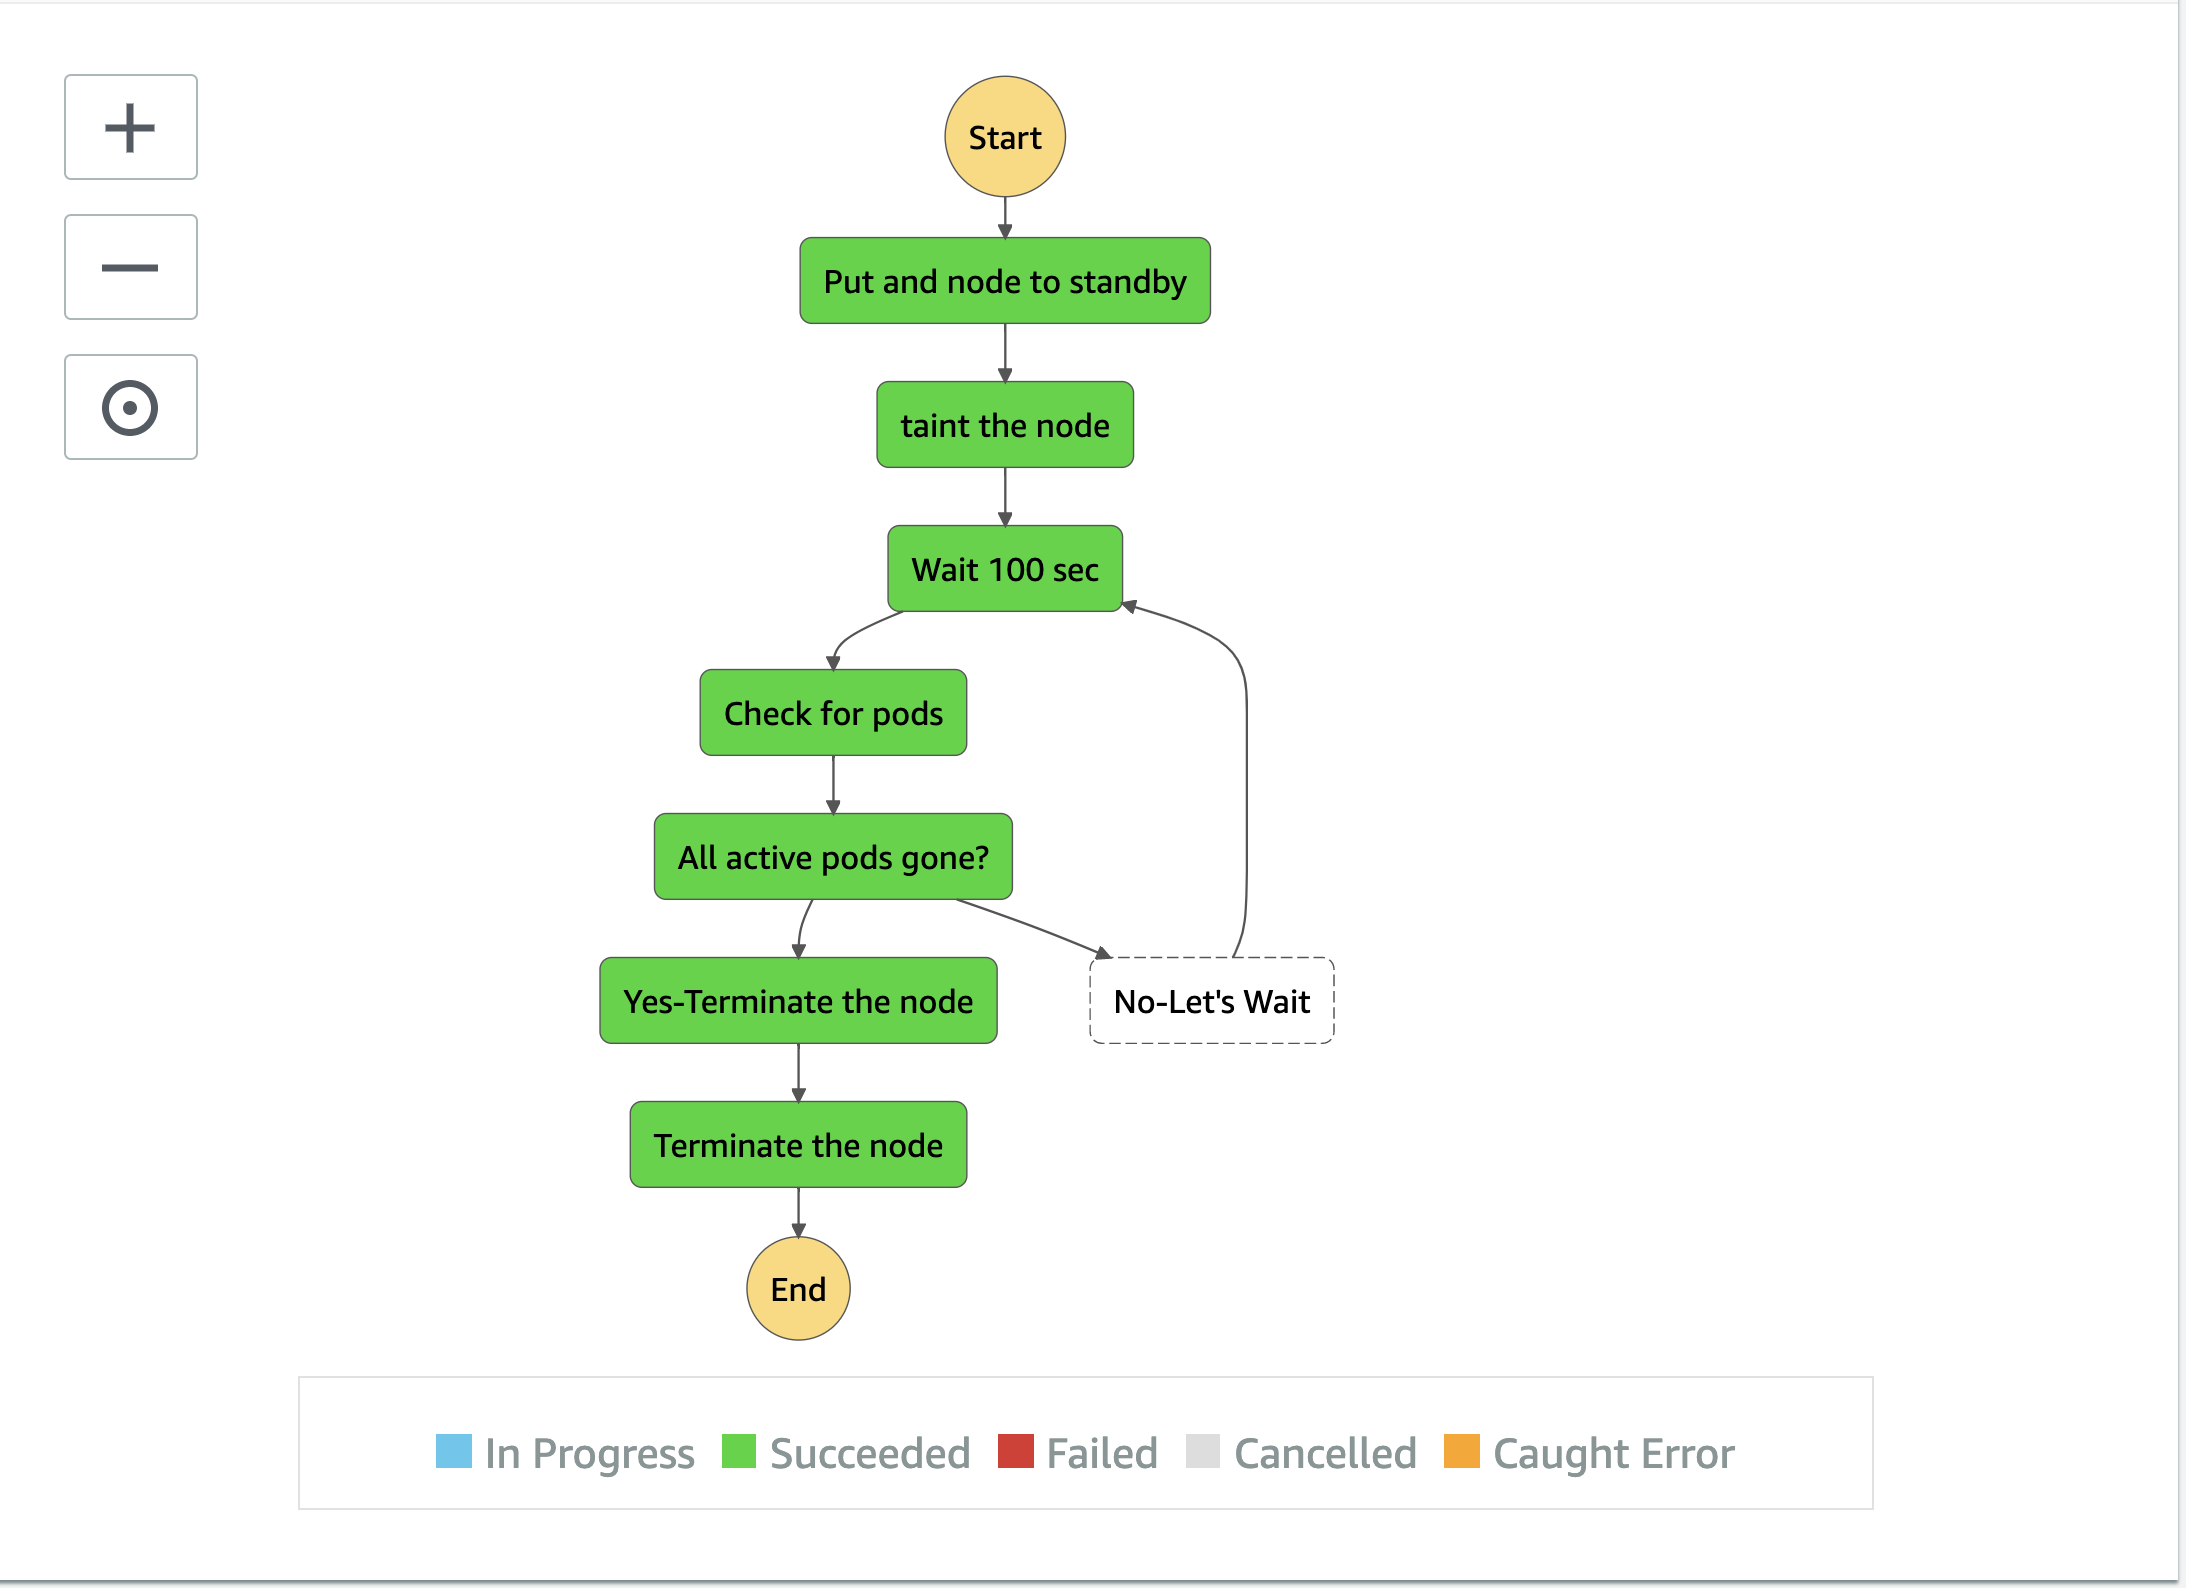 Start
Put and node to standby
taint the node
Wait 100 sec
Check for pods
All active pods gone?
Yes-Terminate the node
No-Let's Wait
Terminate the node
End
In Progress Succeeded Failed Cancelled Caught Error